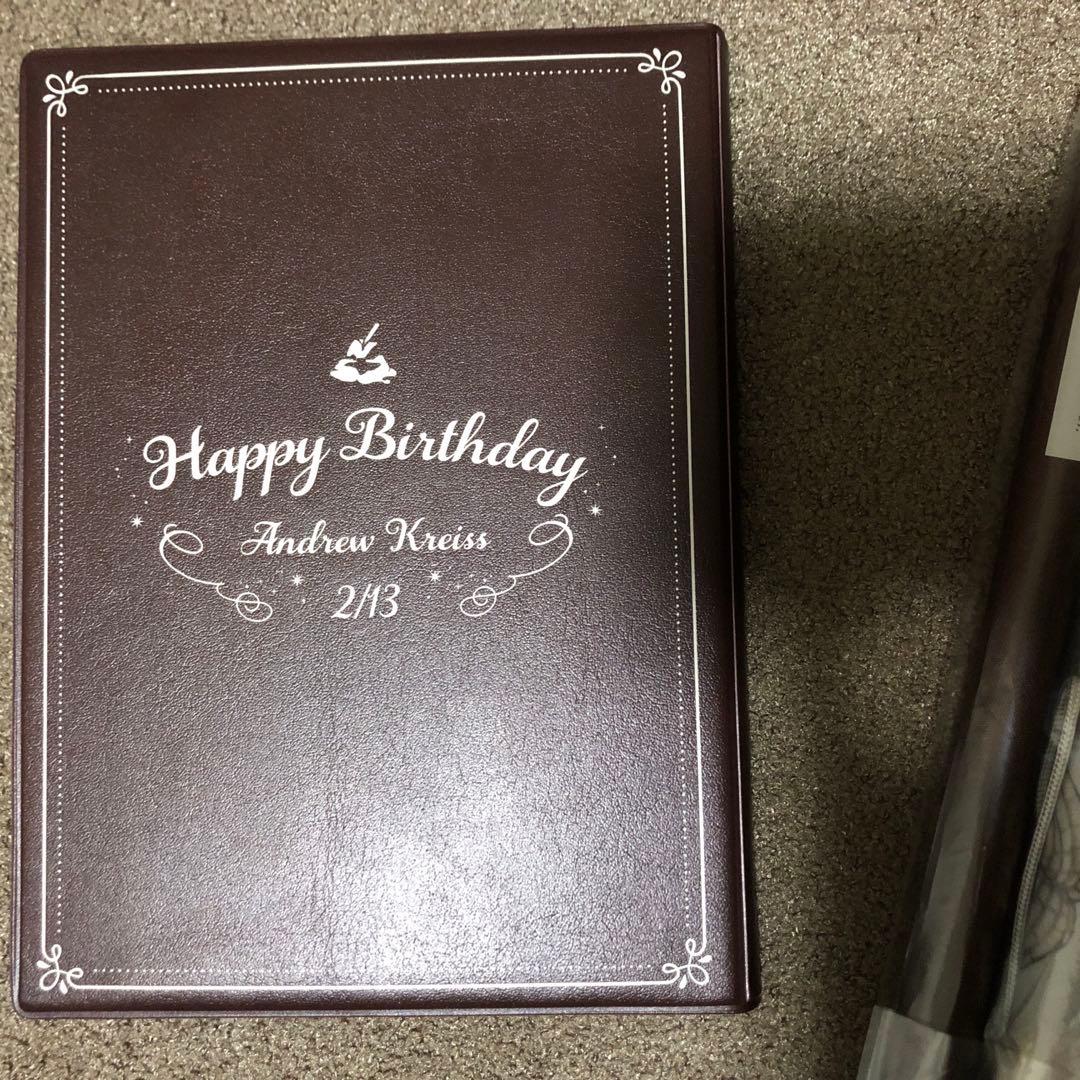 Happy Birthday
Andrew Kreiss
2/13